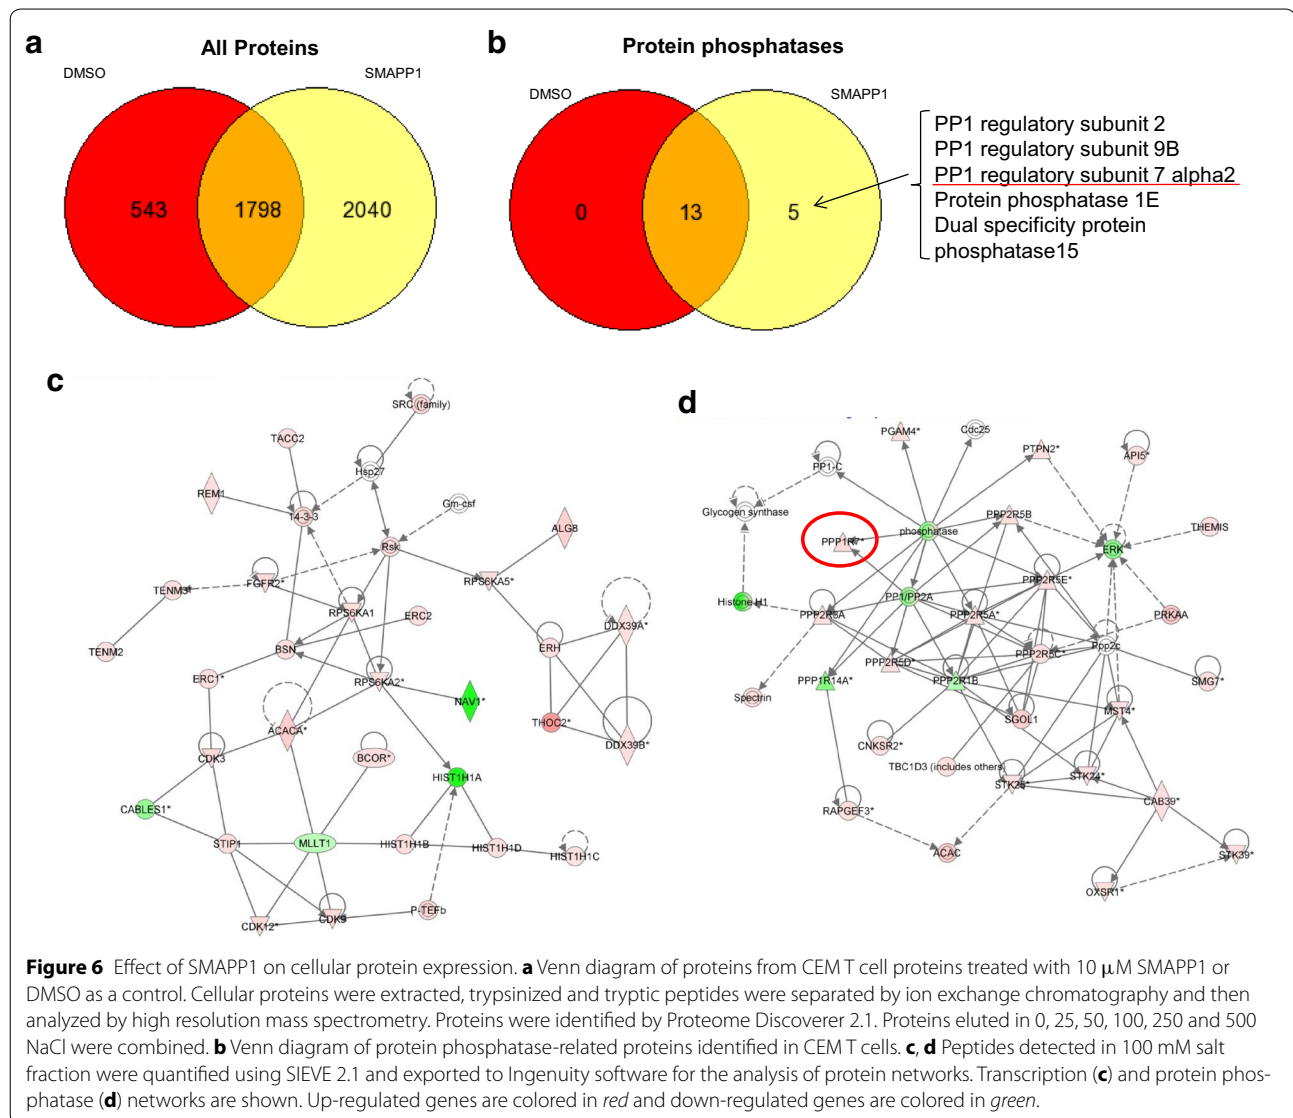 a
All Proteins
DMSO
SMAPP1
543
1798
2040
b
Protein phosphatases
DMSO
SMAPP1
0
13
5
PP1 regulatory subunit 2
PP1 regulatory subunit 9B
PP1 regulatory subunit 7 alpha2
Protein phosphatase 1E
Dual specificity protein
phosphatase15
c
SRC (family)
TACC2
Hsp27
REM1
Gm-csf
14-3-3
ALG8
Rsk
TENM3*
FGFR2*
RPS6KA5*
RPS6KA1
ERC2
DDX39A*
TENM2
BSN
ERH
ERC1*
RPS6KA2*
NAV1*
THOC2*
ACACA*
DDX39B*
CDK3
BCOR*
HIST1H1A
CABLES1*
STIP1
MLLT1
HIST1H1B
HIST1H1D
HIST1H1C
P-TEFb
CDK12*
CDK9
d
PGAM4*
Cdc25
PTPN2*
API5*
PP1-C
Glycogen synthase
PPP2R5B
THEMIS
phosphatase
PPP1R7*
ERK
PPP2R5E*
Histone H1
PP1/PP2A
PPP2R3A
PPP2R5A*
PRKAA
PPP2R5C*
Ppp2c
PPP2R5D*
PPP1R14A*
PPP2R1B
SMG7*
Spectrin
MST4*
SGOL1
CNKSR2*
TBC1D3 (includes others)
STK25*
STK24*
RAPGEF3*
CAB39*
ACAC
STK39*
OXSR1*
Figure 6 Effect of SMAPP1 on cellular protein expression. a Venn diagram of proteins from CEM T cell proteins treated with 10 μM SMAPP1 or
DMSO as a control. Cellular proteins were extracted, trypsinized and tryptic peptides were separated by ion exchange chromatography and then
analyzed by high resolution mass spectrometry. Proteins were identified by Proteome Discoverer 2.1. Proteins eluted in 0, 25, 50, 100, 250 and 500
NaCl were combined. b Venn diagram of protein phosphatase-related proteins identified in CEM T cells. c, d Peptides detected in 100 mM salt
fraction were quantified using SIEVE 2.1 and exported to Ingenuity software for the analysis of protein networks. Transcription (c) and protein phos-
phatase (d) networks are shown. Up-regulated genes are colored in red and down-regulated genes are colored in green.